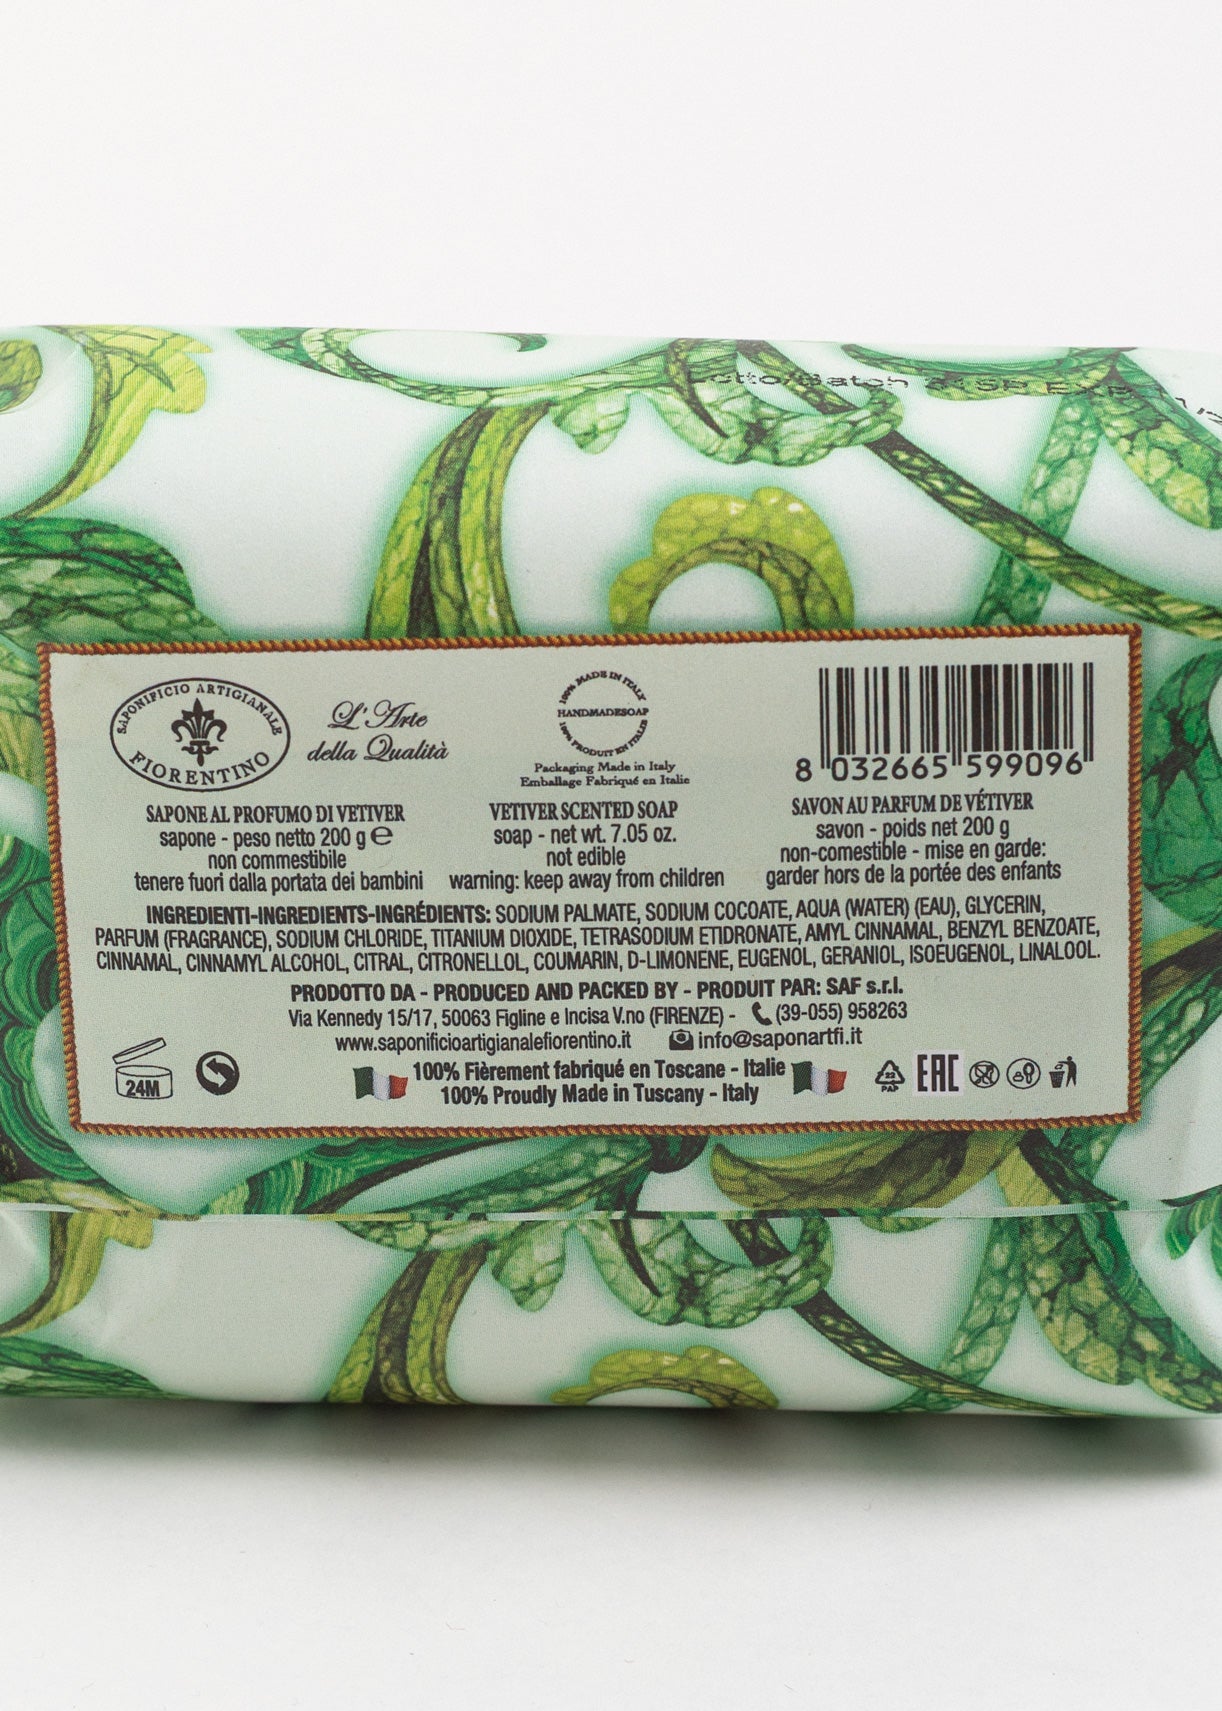 Lotto/Batch
SAPONIFICIO ARTIGIANALE
FIORENTINO
L'Arte
della Qualità
100% MADE IN ITALY
HANDMADESOAP
100% PRODUIT EN ITALIE
Packaging Made in Italy
Emballage Fabriqué en Italie
8 032665 599096
SAPONE AL PROFUMO DI VETIVER
sapone - peso netto 200 g ℮
non commestibile
tenere fuori dalla portata dei bambini
VETIVER SCENTED SOAP
soap - net wt. 7.05 oz.
not edible
warning: keep away from children
SAVON AU PARFUM DE VÉTIVER
savon - poids net 200 g
non-comestible - mise en garde:
garder hors de la portée des enfants
INGREDIENTI-INGREDIENTS-INGRÉDIENTS: SODIUM PALMATE, SODIUM COCOATE, AQUA (WATER) (EAU), GLYCERIN,
PARFUM (FRAGRANCE), SODIUM CHLORIDE, TITANIUM DIOXIDE, TETRASODIUM ETIDRONATE, AMYL CINNAMAL, BENZYL BENZOATE,
CINNAMAL, CINNAMYL ALCOHOL, CITRAL, CITRONELLOL, COUMARIN, D-LIMONENE, EUGENOL, GERANIOL, ISOEUGENOL, LINALOOL.
PRODOTTO DA - PRODUCED AND PACKED BY - PRODUIT PAR: SAF s.r.l.
Via Kennedy 15/17, 50063 Figline e Incisa V.no (FIRENZE) - (39-055) 958263
www.saponificioartigianalefiorentino.it info@saponartfi.it
24M
100% Fièrement fabriqué en Toscane - Italie
100% Proudly Made in Tuscany - Italy
22
PAP
EAC